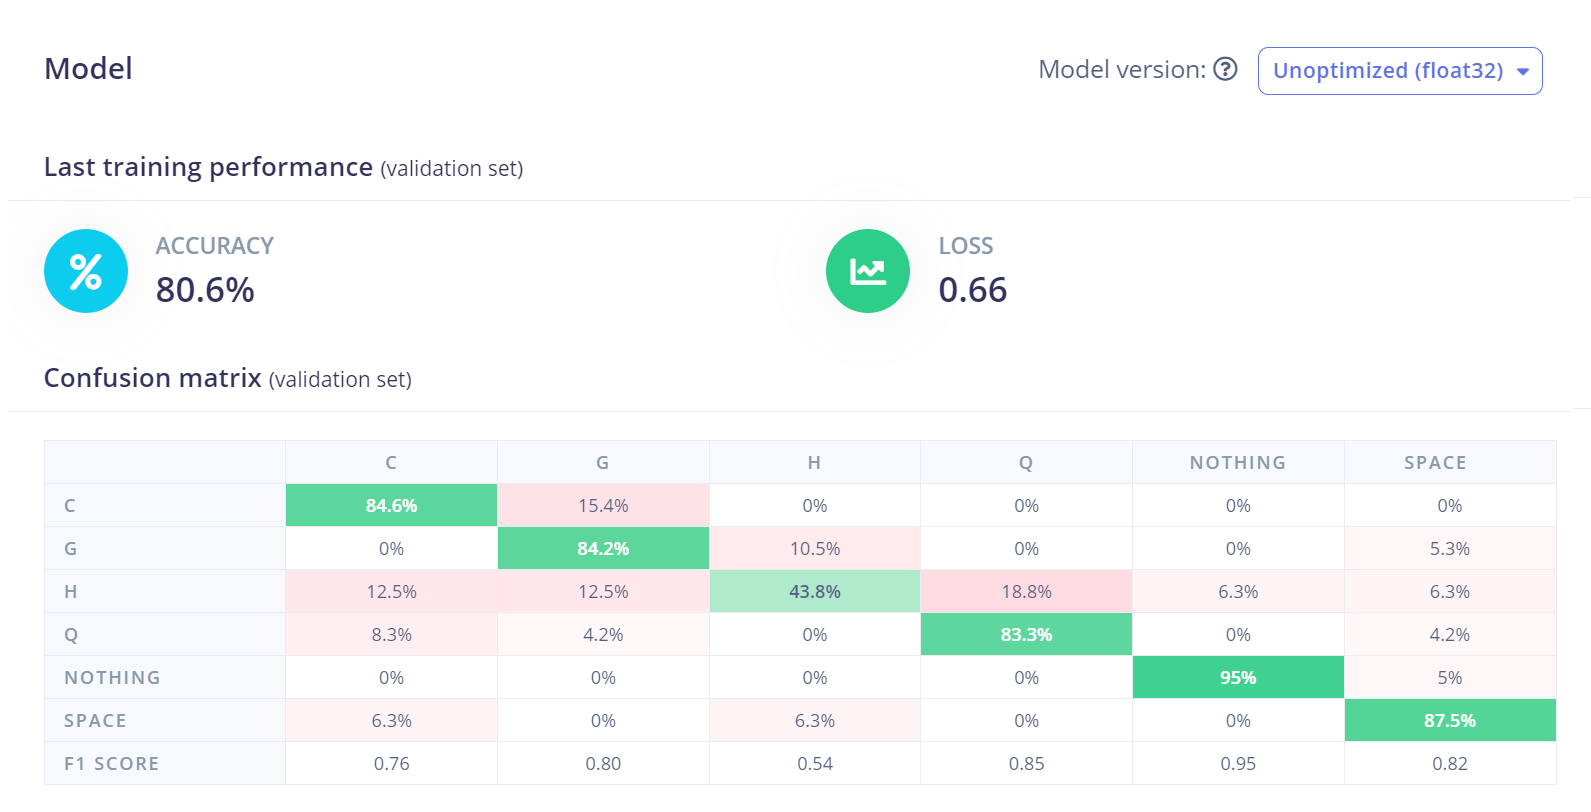 Model
Model version: ? Unoptimized (float32)
Last training performance (validation set)
% ACCURACY
80.6%
LOSS
0.66
Confusion matrix (validation set)
C G H Q NOTHING SPACE
C 84.6% 15.4% 0% 0% 0% 0%
G 0% 84.2% 10.5% 0% 0% 5.3%
H 12.5% 12.5% 43.8% 18.8% 6.3% 6.3%
Q 8.3% 4.2% 0% 83.3% 0% 4.2%
NOTHING 0% 0% 0% 0% 95% 5%
SPACE 6.3% 0% 6.3% 0% 0% 87.5%
F1 SCORE 0.76 0.80 0.54 0.85 0.95 0.82